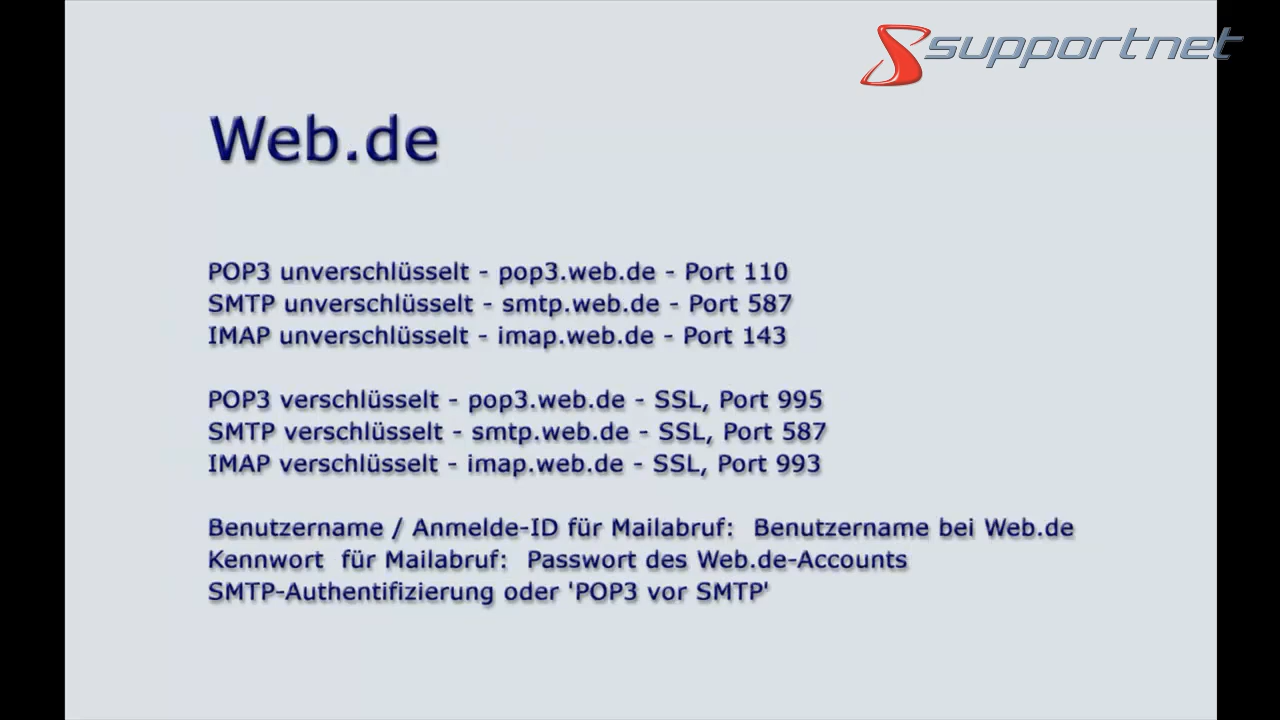 supportnet
Web.de
POP3 unverschlüsselt - pop3.web.de - Port 110
SMTP unverschlüsselt - smtp.web.de - Port 587
IMAP unverschlüsselt - imap.web.de - Port 143
POP3 verschlüsselt - pop3.web.de - SSL, Port 995
SMTP verschlüsselt - smtp.web.de - SSL, Port 587
IMAP verschlüsselt - imap.web.de - SSL, Port 993
Benutzername / Anmelde-ID für Mailabruf:  Benutzername bei Web.de
Kennwort  für Mailabruf:  Passwort des Web.de-Accounts
SMTP-Authentifizierung oder 'POP3 vor SMTP'